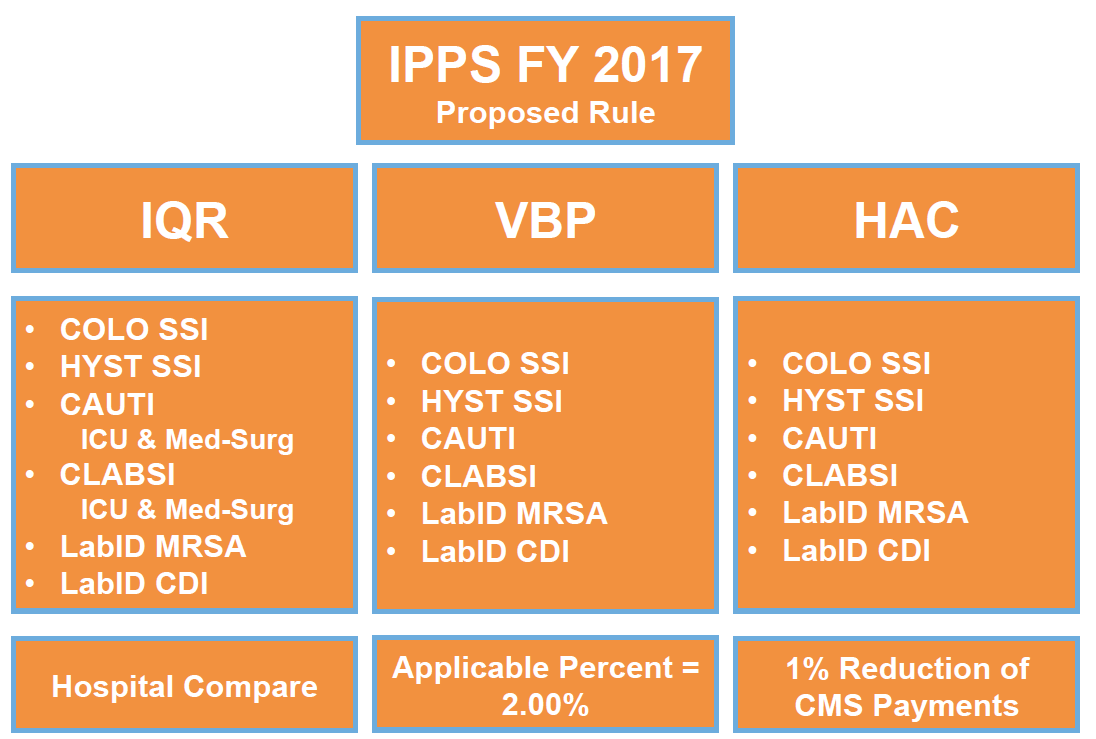 IPPS FY 2017
Proposed Rule
IQR
VBP
HAC
• COLO SSI
• HYST SSI
• CAUTI
ICU & Med-Surg
• CLABSI
ICU & Med-Surg
• LabID MRSA
• LabID CDI
• COLO SSI
• HYST SSI
• CAUTI
• CLABSI
• LabID MRSA
• LabID CDI
• COLO SSI
• HYST SSI
• CAUTI
• CLABSI
• LabID MRSA
• LabID CDI
Hospital Compare
Applicable Percent =
2.00%
1% Reduction of
CMS Payments